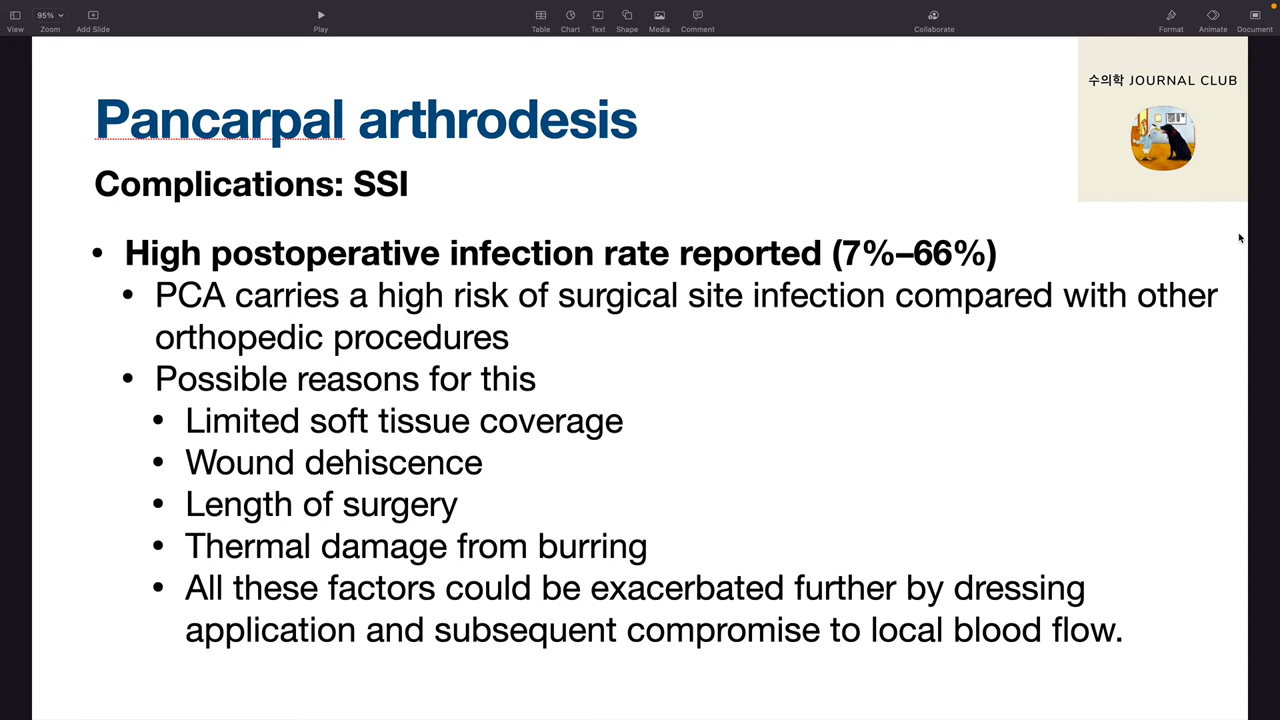 95%
View
Zoom
Add Slide
Play
Table
Chart
Text
Shape
Media
Comment
Collaborate
Format
Animate
Document
수의학 JOURNAL CLUB
Pancarpal arthrodesis
Complications: SSI
• High postoperative infection rate reported (7%–66%)
• PCA carries a high risk of surgical site infection compared with other
orthopedic procedures
• Possible reasons for this
• Limited soft tissue coverage
• Wound dehiscence
• Length of surgery
• Thermal damage from burring
• All these factors could be exacerbated further by dressing
application and subsequent compromise to local blood flow.